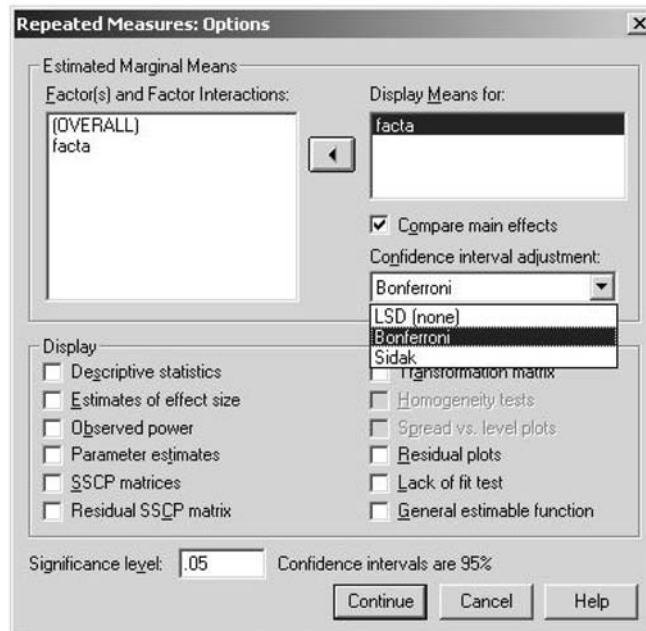 Repeated Measures: Options
Estimated Marginal Means
Factor(s) and Factor Interactions:
(OVERALL)
facta
Display Means for:
facta
Compare main effects
Confidence interval adjustment:
Bonferroni
LSD (none)
Bonferroni
Sidak
Display
Descriptive statistics
Estimates of effect size
Observed power
Parameter estimates
SSCP matrices
Residual SSCP matrix
Transformation matrix
Homogeneity tests
Spread vs. level plots
Residual plots
Lack of fit test
General estimable function
Significance level: .05 Confidence intervals are 95%
Continue Cancel Help